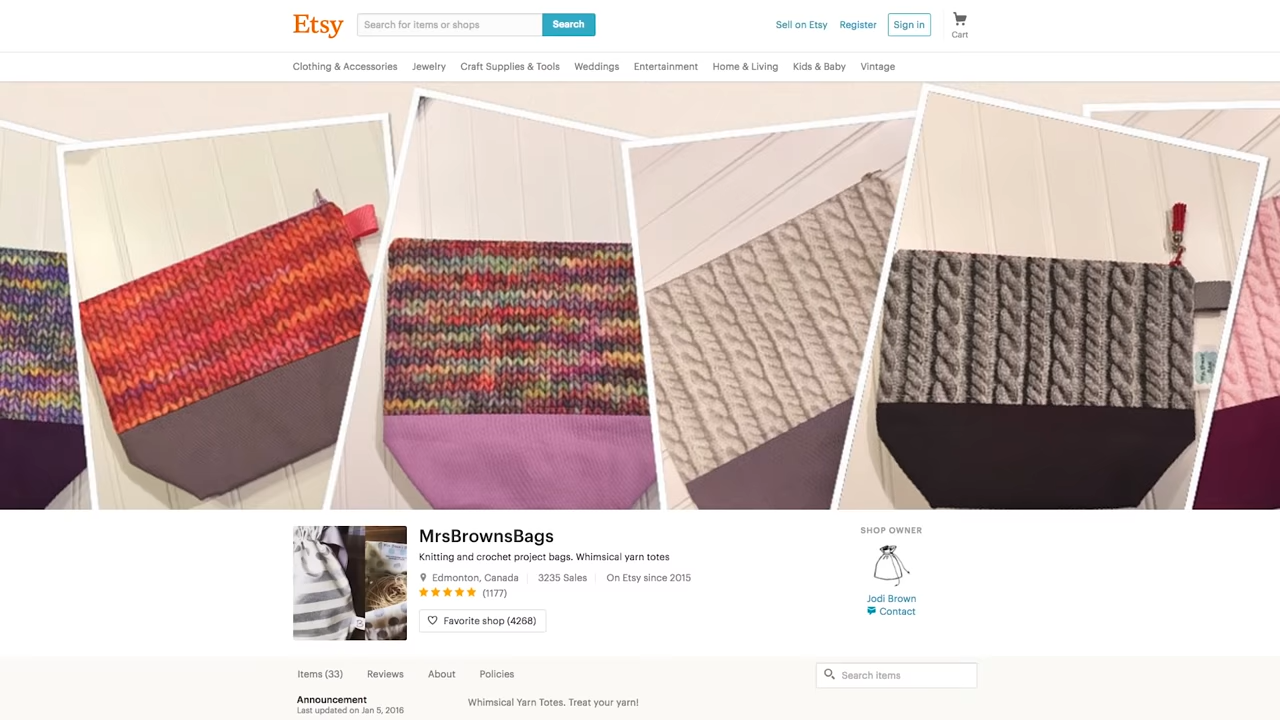 Etsy
Search for items or shops
Search
Sell on Etsy
Register
Sign in
Cart
Clothing & Accessories
Jewelry
Craft Supplies & Tools
Weddings
Entertainment
Home & Living
Kids & Baby
Vintage
MrsBrownsBags
Knitting and crochet project bags. Whimsical yarn totes
Edmonton, Canada
3235 Sales
On Etsy since 2015
(1177)
Favorite shop (4268)
SHOP OWNER
Jodi Brown
Contact
Items (33)
Reviews
About
Policies
Search items
Announcement
Last updated on Jan 5, 2016
Whimsical Yarn Totes. Treat your yarn!